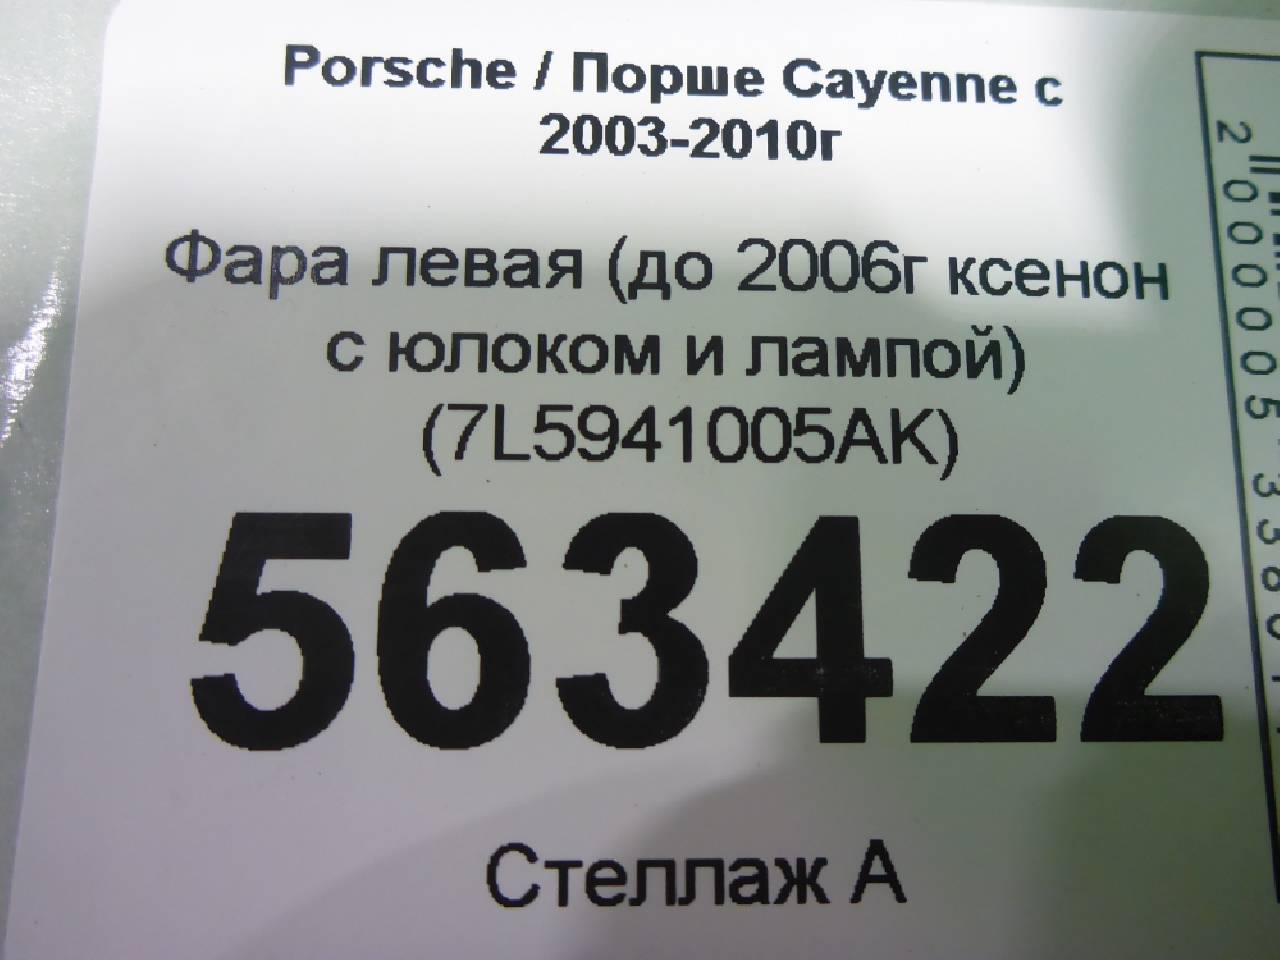 Porsche / Порше Cayenne с
2003-2010г
Фара левая (до 2006г ксенон
с юлоком и лампой)
(7L5941005AK)
563422
Стеллаж А